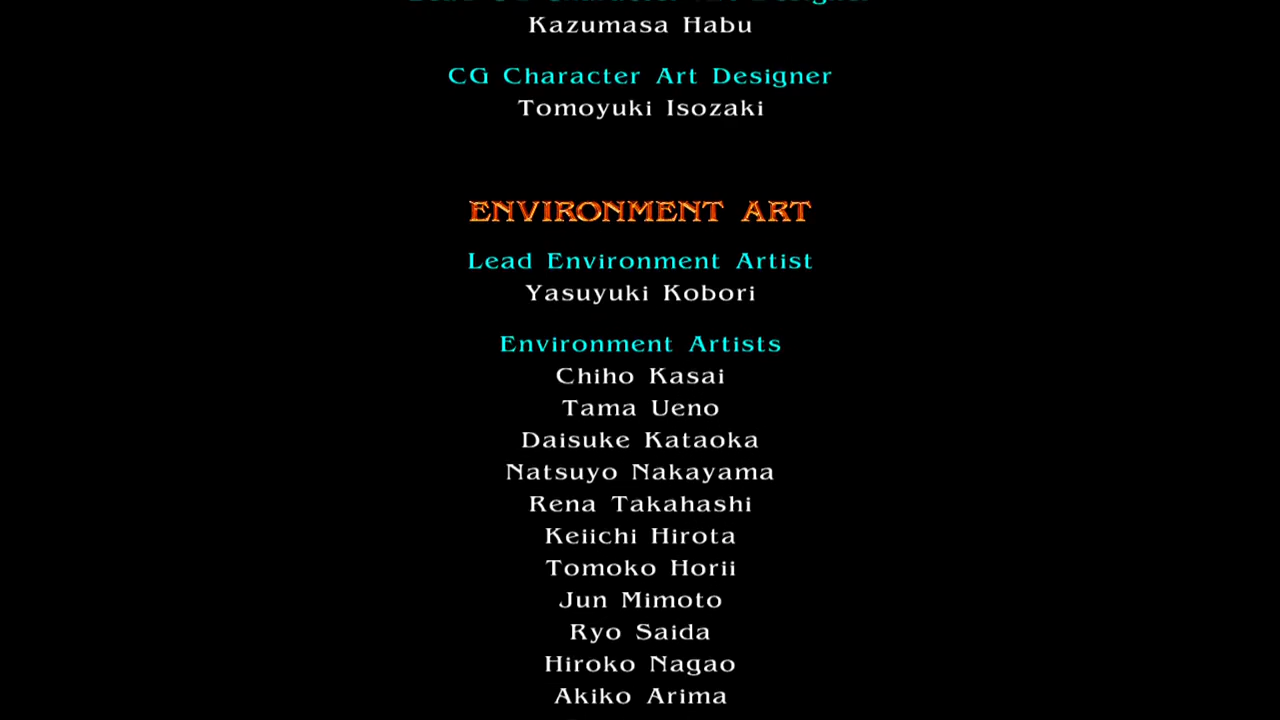 Kazumasa Habu
CG Character Art Designer
Tomoyuki Isozaki
ENVIRONMENT ART
Lead Environment Artist
Yasuyuki Kobori
Environment Artists
Chiho Kasai
Tama Ueno
Daisuke Kataoka
Natsuyo Nakayama
Rena Takahashi
Keiichi Hirota
Tomoko Horii
Jun Mimoto
Ryo Saida
Hiroko Nagao
Akiko Arima